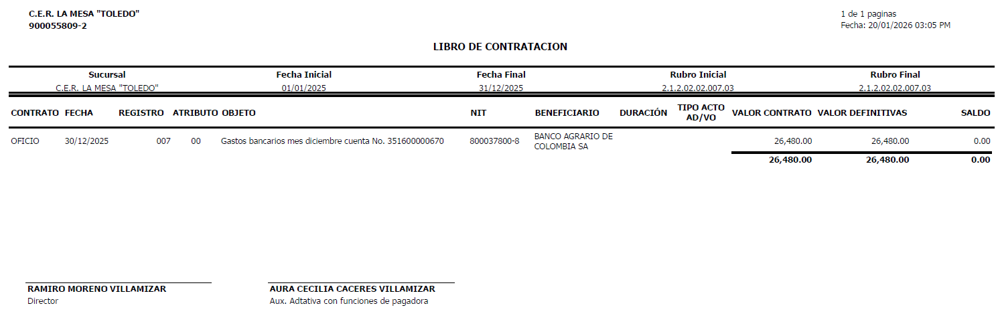 C.E.R. LA MESA "TOLEDO"
900055809-2
1 de 1 paginas
Fecha: 20/01/2026 03:05 PM
LIBRO DE CONTRATACION
Sucursal Fecha Inicial Fecha Final Rubro Inicial Rubro Final
C.E.R. LA MESA "TOLEDO" 01/01/2025 31/12/2025 2.1.2.02.02.007.03 2.1.2.02.02.007.03
CONTRATO FECHA REGISTRO ATRIBUTO OBJETO NIT BENEFICIARIO DURACIÓN TIPO ACTO AD/VO VALOR CONTRATO VALOR DEFINITIVAS SALDO
OFICIO 30/12/2025 007 00 Gastos bancarios mes diciembre cuenta No. 351600000670 800037800-8 BANCO AGRARIO DE COLOMBIA SA 26,480.00 26,480.00 0.00
26,480.00 26,480.00 0.00
RAMIRO MORENO VILLAMIZAR AURA CECILIA CACERES VILLAMIZAR
Director Aux. Adtativa con funciones de pagadora